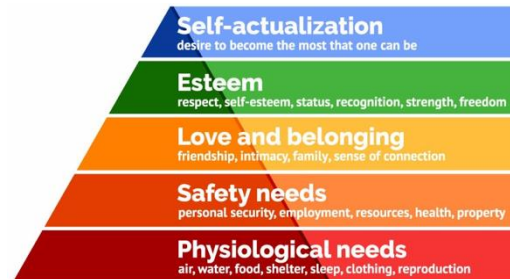 Self-actualization
desire to become the most that one can be
Esteem
respect, self-esteem, status, recognition, strength, freedom
Love and belonging
friendship, intimacy, family, sense of connection
Safety needs
personal security, employment, resources, health, property
Physiological needs
air, water, food, shelter, sleep, clothing, reproduction